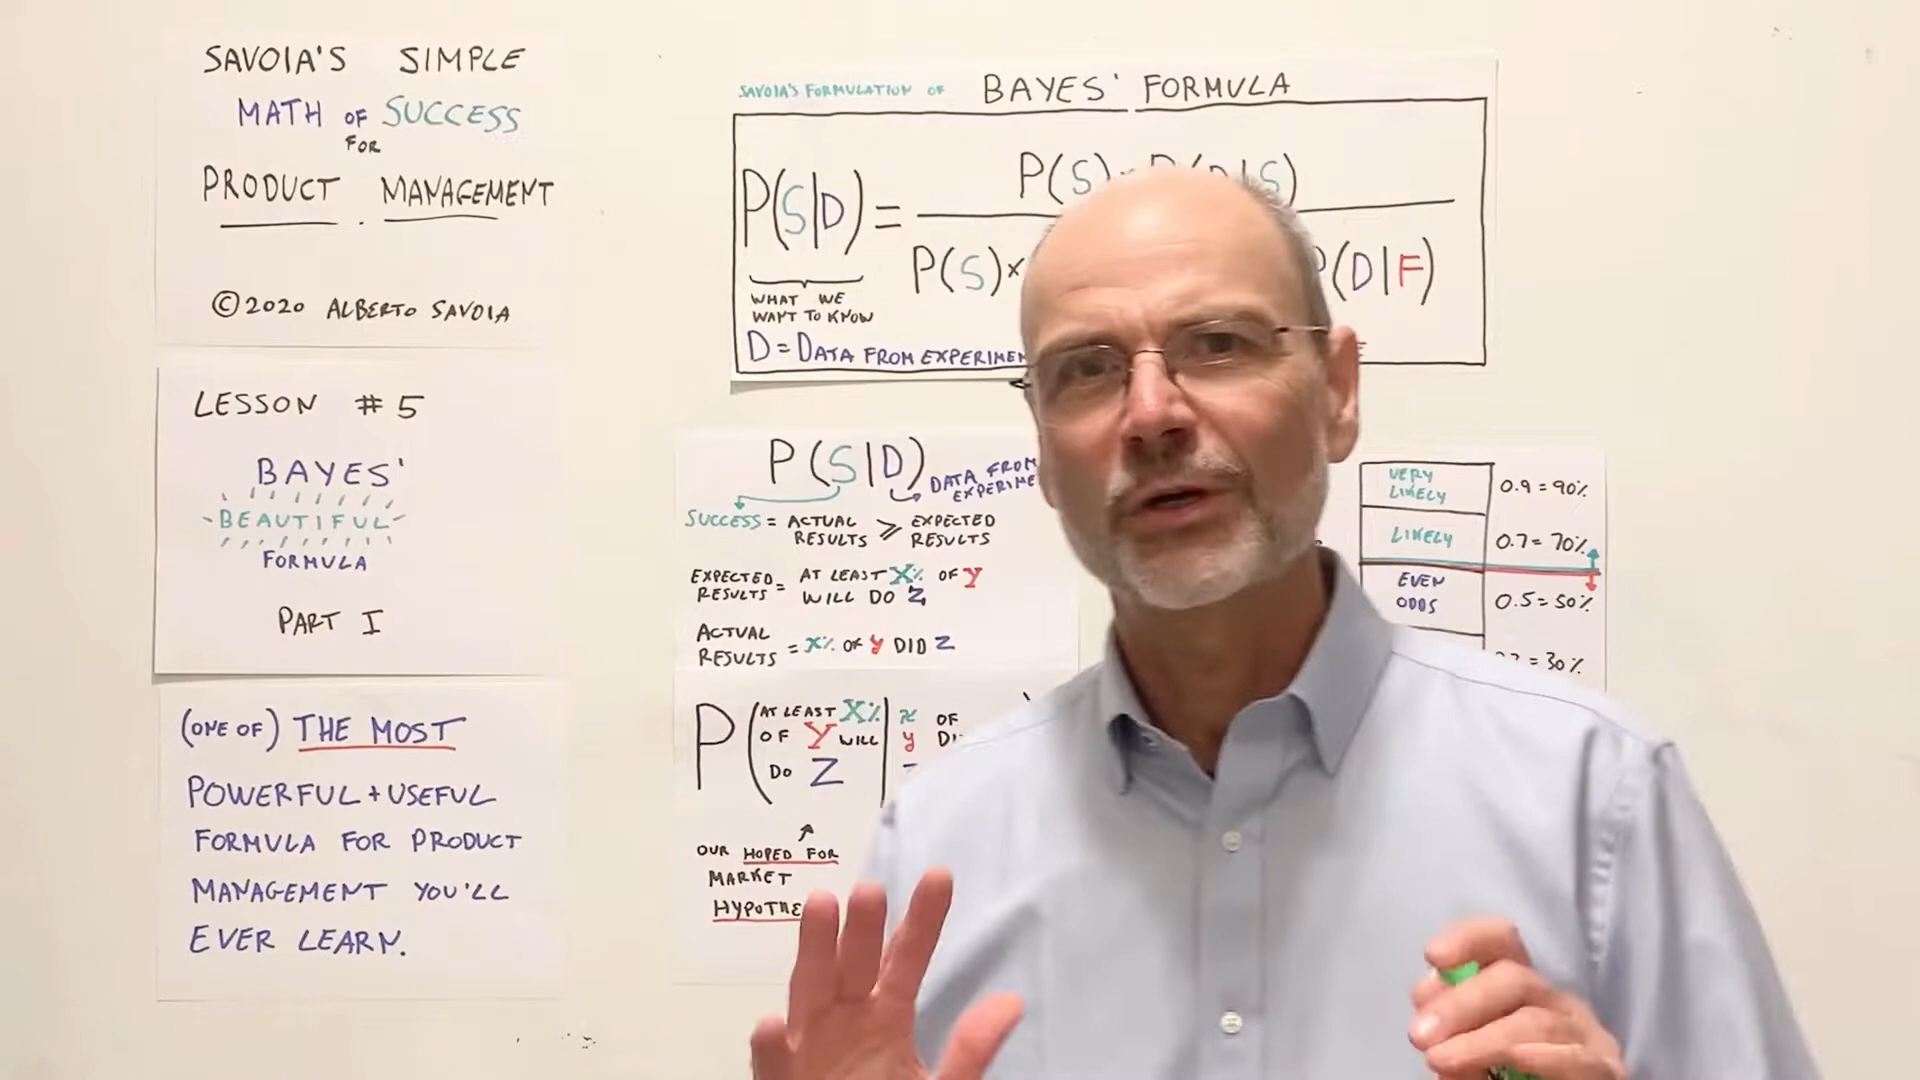 SAVOIA'S SIMPLE
MATH OF SUCCESS
FOR
PRODUCT MANAGEMENT
© 2020 ALBERTO SAVOIA
LESSON #5
BAYES'
BEAUTIFUL
FORMULA
PART I
(ONE OF) THE MOST
POWERFUL + USEFUL
FORMULA FOR PRODUCT
MANAGEMENT YOU'LL
EVER LEARN.
SAVOIA'S FORMULATION OF BAYES' FORMULA
P(S|D) =
P(S) |S)
P(S)× (D|F)
WHAT WE
WANT TO KNOW
D = DATA FROM
P(S|D)
DATA FROM
SUCCESS = ACTUAL RESULTS ≥ EXPECTED RESULTS
EXPECTED RESULTS = AT LEAST X% OF Y
WILL DO Z
ACTUAL RESULTS = x% OF y DID Z
P(AT LEAST X% | x OF
OF Y WILL | y
DO Z
OUR HOPED FOR
MARKET
VERY LIKELY 0.9 = 90%
LIKELY 0.7 = 70%
EVEN ODDS 0.5 = 50%
= 30%